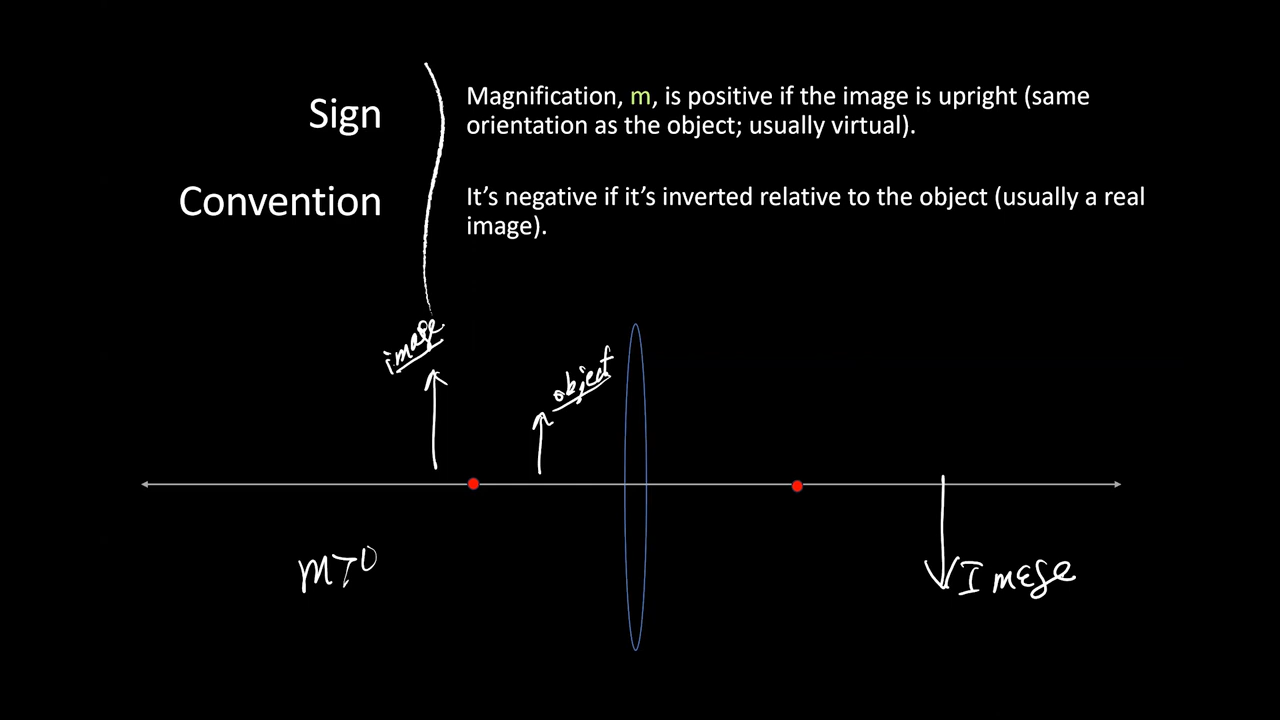 Sign
Convention
Magnification, m, is positive if the image is upright (same
orientation as the object; usually virtual).
It’s negative if it’s inverted relative to the object (usually a real
image).
image
object
m>0
Image